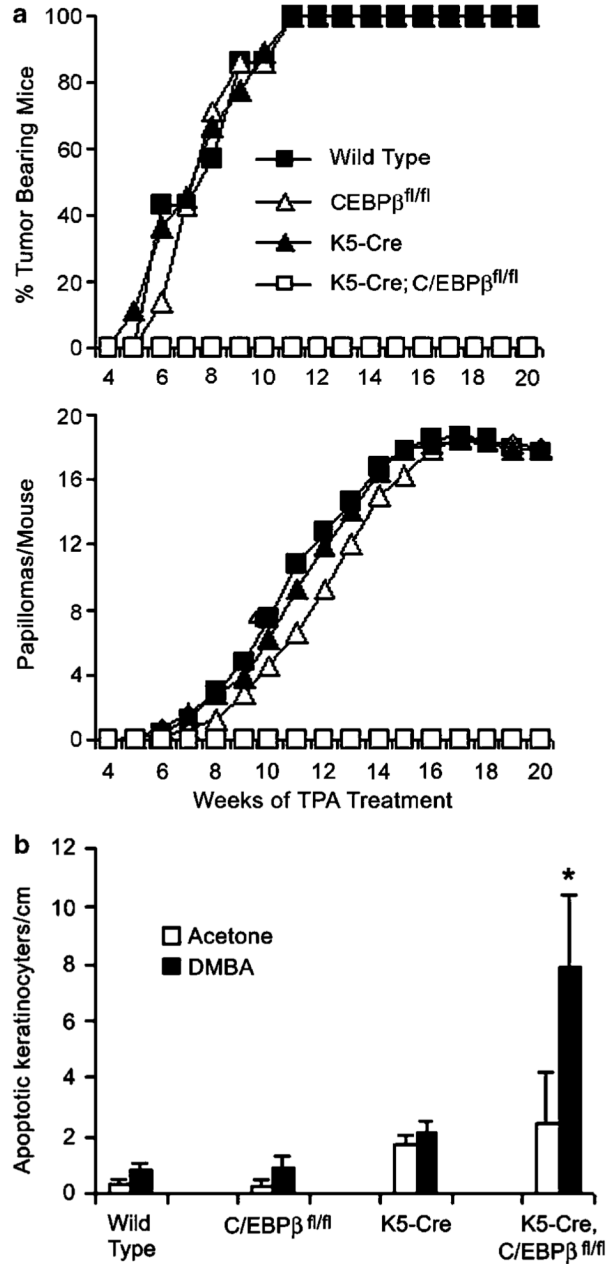 a
% Tumor Bearing Mice
100
80
60
40
20
0
Wild Type
CEBPβfl/fl
K5-Cre
K5-Cre; C/EBPβfl/fl
4 6 8 10 12 14 16 18 20
Papillomas/Mouse
20
16
12
8
4
0
4 6 8 10 12 14 16 18 20
Weeks of TPA Treatment
b
Apoptotic keratinocyters/cm
12
10
8
6
4
2
0
Acetone
DMBA
*
Wild
Type
C/EBPβ fl/fl
K5-Cre
K5-Cre,
C/EBPβ fl/fl